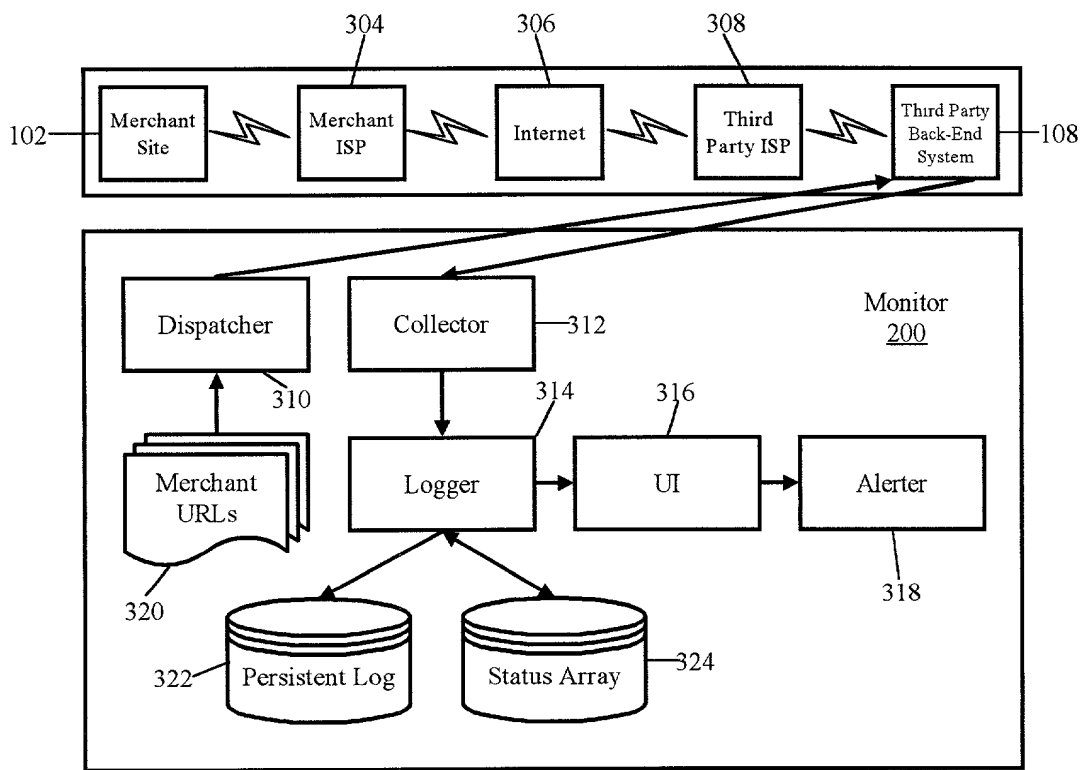 304
306
308
102
Merchant
Site
Merchant
ISP
Internet
Third
Party ISP
Third Party
Back-End
System
108
Dispatcher
310
Collector
312
Monitor
200
Merchant
URLs
320
Logger
314
UI
316
Alerter
318
322
Persistent Log
Status Array
324